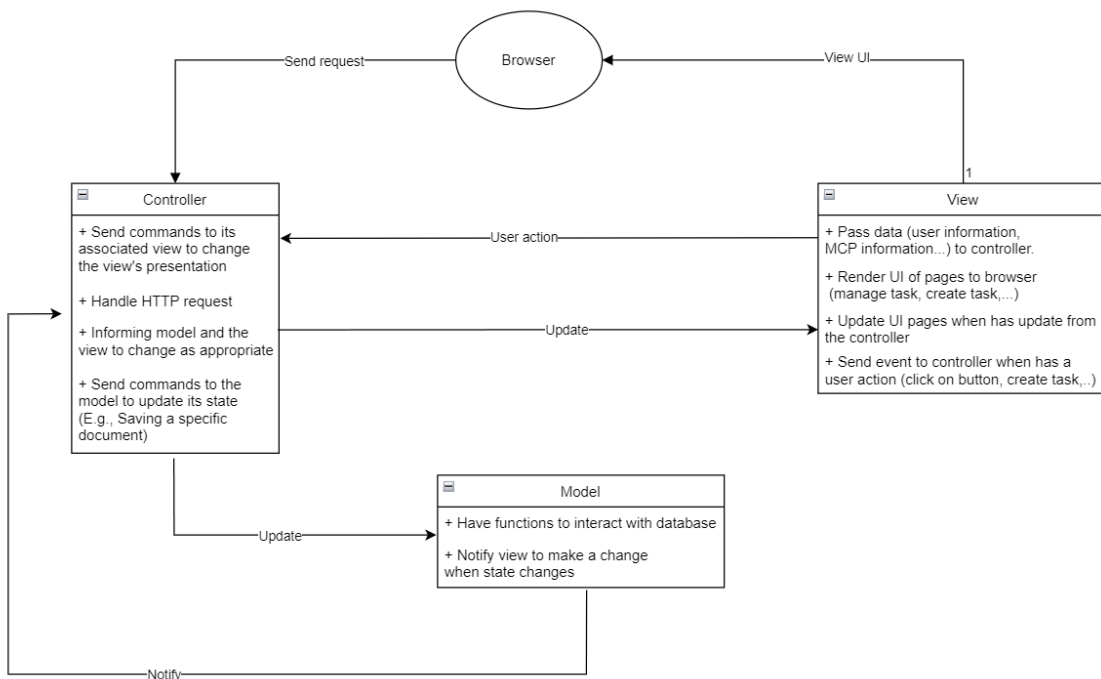 Browser
Send request
View UI
1
Controller
+ Send commands to its
associated view to change
the view's presentation
+ Handle HTTP request
+ Informing model and the
view to change as appropriate
+ Send commands to the
model to update its state
(E.g., Saving a specific
document)
User action
Update
View
+ Pass data (user information,
MCP information...) to controller.
+ Render UI of pages to browser
(manage task, create task,...)
+ Update UI pages when has update from
the controller
+ Send event to controller when has a
user action (click on button, create task,..)
Update
Model
+ Have functions to interact with database
+ Notify view to make a change
when state changes
Notify